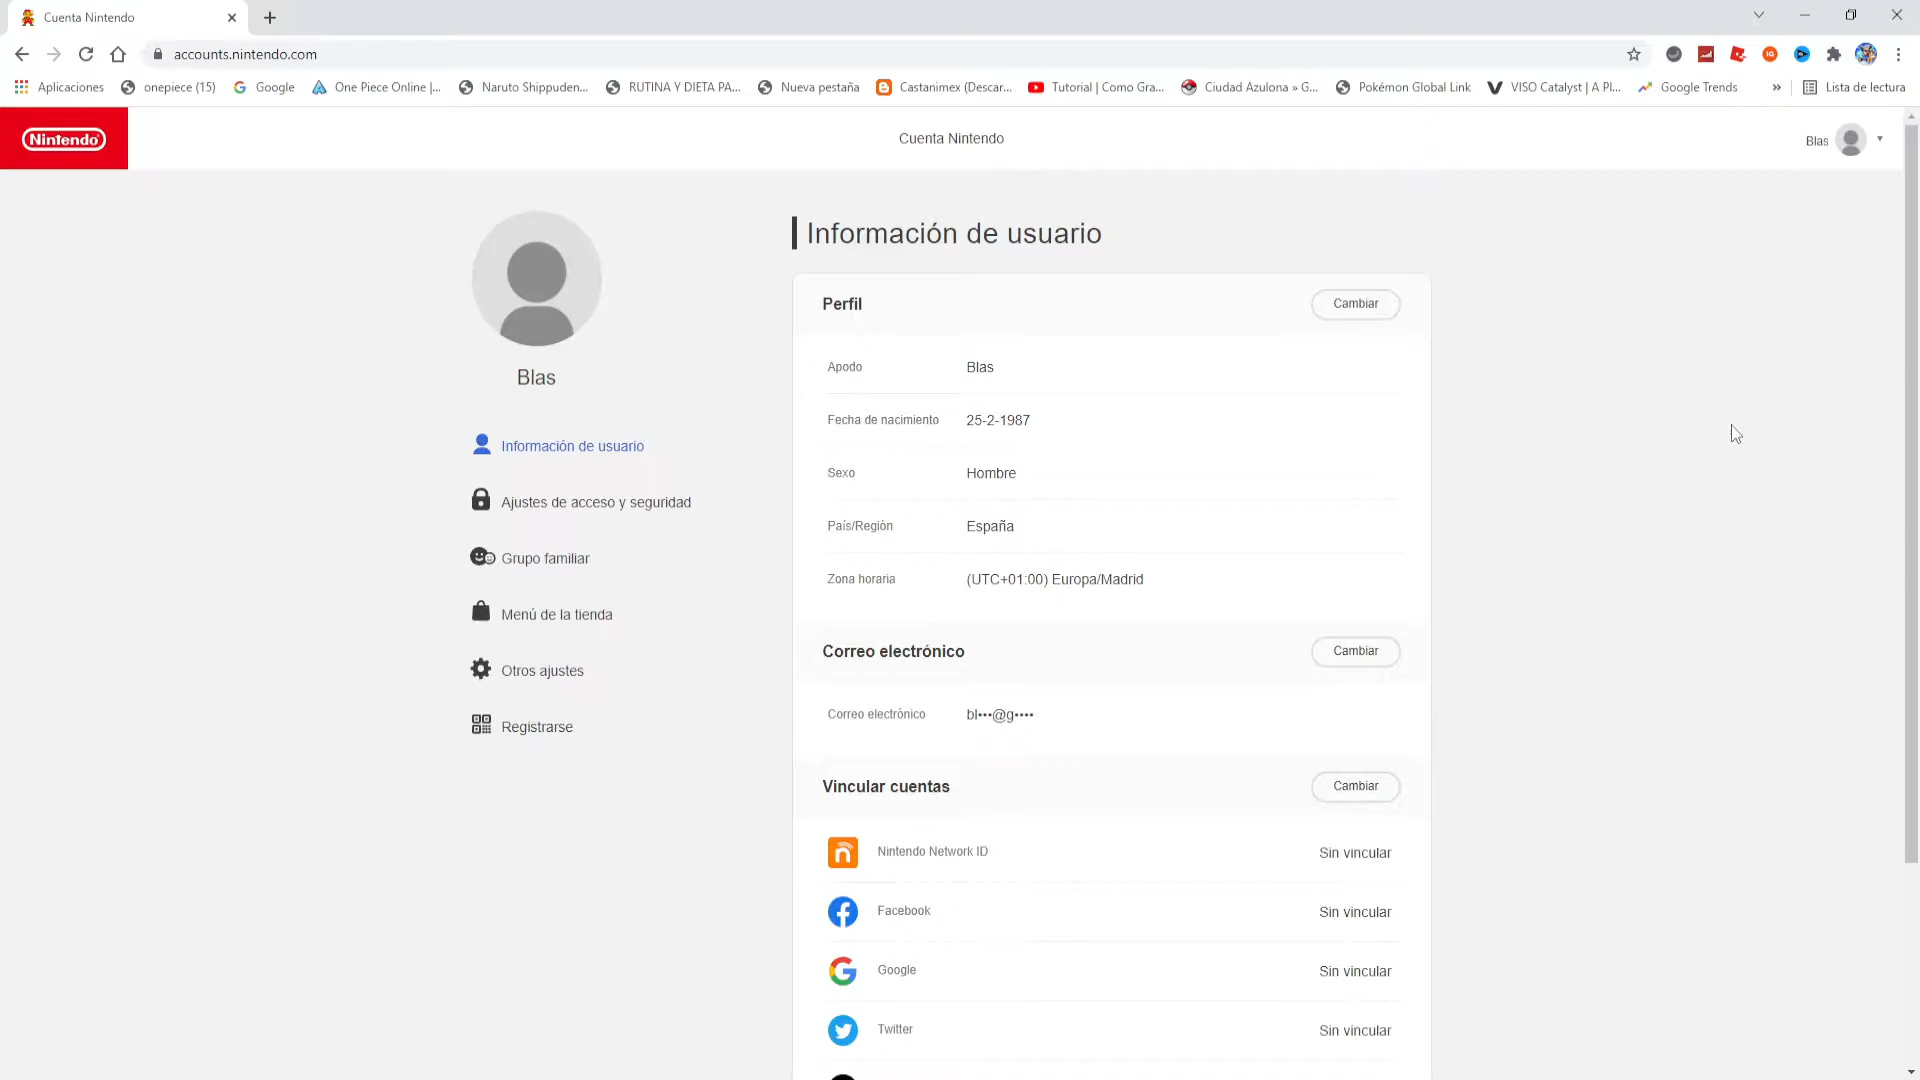 Cuenta Nintendo
accounts.nintendo.com
Aplicaciones
onepiece (15)
Google
One Piece Online |...
Naruto Shippuden...
RUTINA Y DIETA PA...
Nueva pestaña
Castanimex (Descar...
Tutorial | Como Gra...
Ciudad Azulona » G...
Pokémon Global Link
VISO Catalyst | A Pl...
Google Trends
»
Lista de lectura
Nintendo
Cuenta Nintendo
Blas
Blas
Información de usuario
Ajustes de acceso y seguridad
Grupo familiar
Menú de la tienda
Otros ajustes
Registrarse
Información de usuario
Perfil
Cambiar
Apodo Blas
Fecha de nacimiento 25-2-1987
Sexo Hombre
País/Región España
Zona horaria (UTC+01:00) Europa/Madrid
Correo electrónico
Cambiar
Correo electrónico bl•••@g••••
Vincular cuentas
Cambiar
Nintendo Network ID Sin vincular
Facebook Sin vincular
Google Sin vincular
Twitter Sin vincular